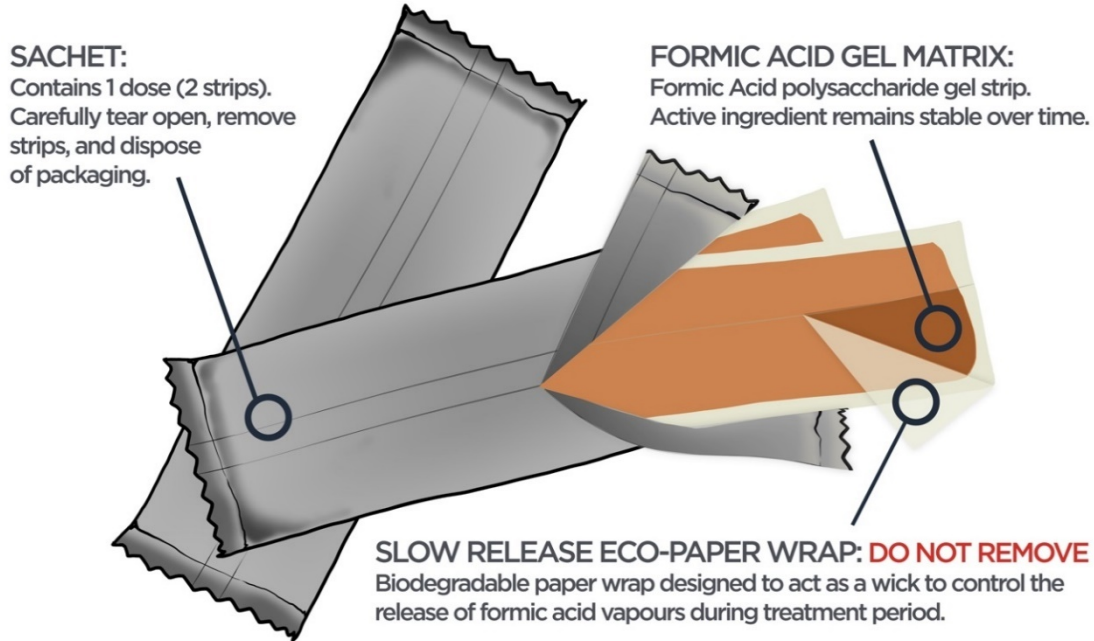 SACHET:
Contains 1 dose (2 strips).
Carefully tear open, remove
strips, and dispose
of packaging.
FORMIC ACID GEL MATRIX:
Formic Acid polysaccharide gel strip.
Active ingredient remains stable over time.
SLOW RELEASE ECO-PAPER WRAP: DO NOT REMOVE
Biodegradable paper wrap designed to act as a wick to control the
release of formic acid vapours during treatment period.